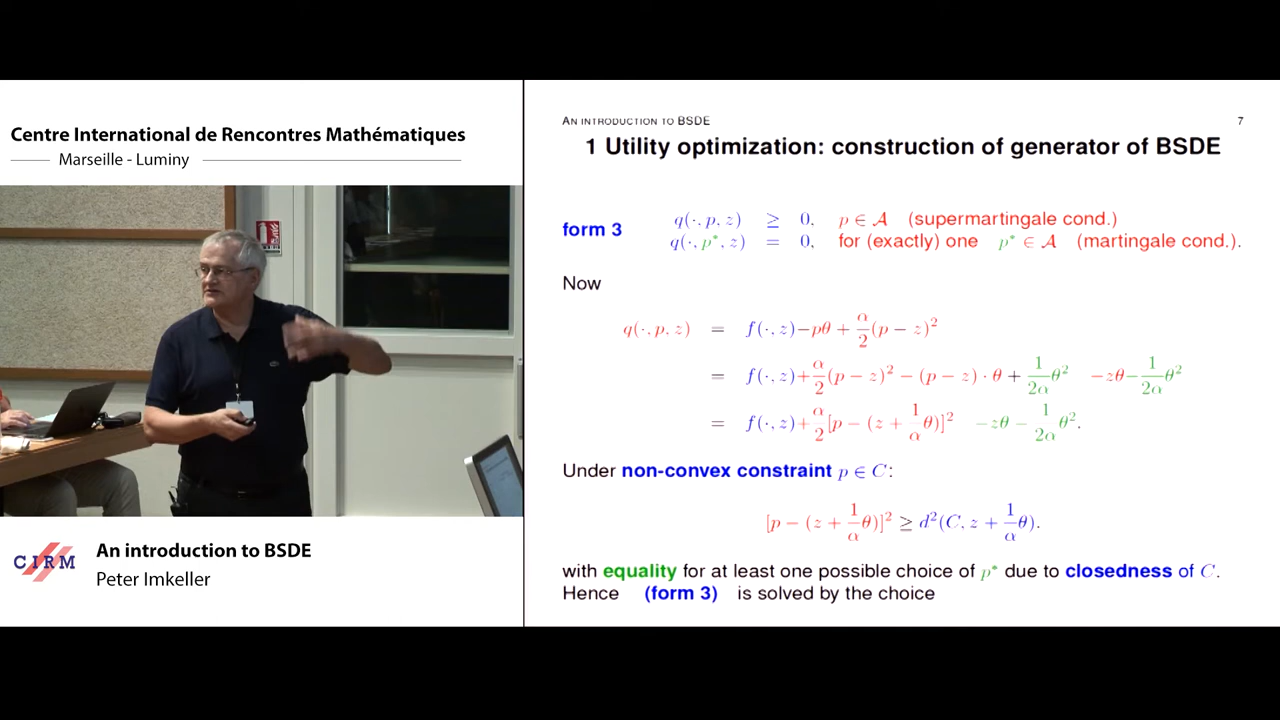 Centre International de Rencontres Mathématiques
Marseille - Luminy
CIRM
An introduction to BSDE
Peter Imkeller
AN INTRODUCTION TO BSDE 7
1 Utility optimization: construction of generator of BSDE
form 3 q(·, p, z) ≥ 0, p ∈ 𝒜 (supermartingale cond.)
q(·, p*, z) = 0, for (exactly) one p* ∈ 𝒜 (martingale cond.).
Now
q(·, p, z) = f(·, z) − pθ + α/2 (p − z)²
= f(·, z) + α/2 (p − z)² − (p − z) · θ + 1/2α θ² − zθ − 1/2α θ²
= f(·, z) + α/2 [p − (z + 1/α θ)]² − zθ − 1/2α θ².
Under non-convex constraint p ∈ C:
[p − (z + 1/α θ)]² ≥ d²(C, z + 1/α θ).
with equality for at least one possible choice of p* due to closedness of C.
Hence (form 3) is solved by the choice